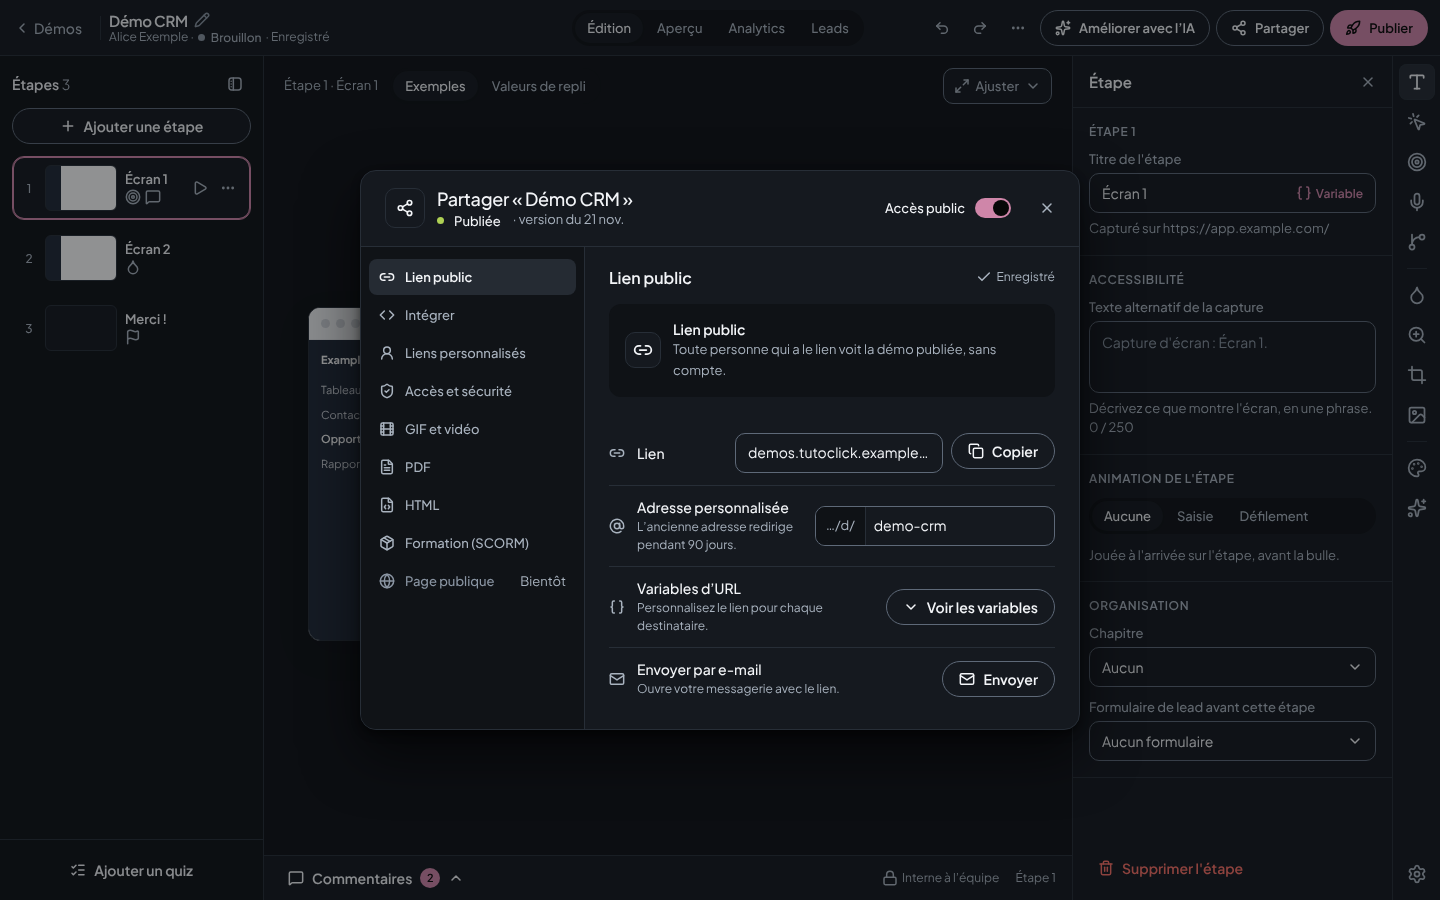 Démos
Démo CRM
Alice Exemple · Brouillon · Enregistré
Édition
Aperçu
Analytics
Leads
Améliorer avec l'IA
Partager
Publier
Étapes 3
Ajouter une étape
1
Écran 1
2
Écran 2
3
Merci !
Ajouter un quiz
Étape 1 · Écran 1
Exemples
Valeurs de repli
Ajuster
Tableau
Opport
Rappor
Partager « Démo CRM »
Publiée · version du 21 nov.
Accès public
Lien public
Intégrer
Liens personnalisés
Accès et sécurité
GIF et vidéo
PDF
HTML
Formation (SCORM)
Page publique
Bientôt
Lien public
Enregistré
Lien public
Toute personne qui a le lien voit la démo publiée, sans
compte.
Lien
demos.tutoclick.example...
Copier
Adresse personnalisée
L'ancienne adresse redirige
pendant 90 jours.
.../d/
demo-crm
Variables d'URL
Personnalisez le lien pour chaque
destinataire.
{ }
Voir les variables
Envoyer par e-mail
Ouvre votre messagerie avec le lien.
Envoyer
Commentaires 2
Interne à l'équipe
Étape 1
Étape
ÉTAPE 1
Titre de l'étape
Écran 1
{ } Variable
Capturé sur https://app.example.com/
ACCESSIBILITÉ
Texte alternatif de la capture
Capture d'écran : Écran 1.
Décrivez ce que montre l'écran, en une phrase.
0 / 250
ANIMATION DE L'ÉTAPE
Aucune
Saisie
Défilement
Jouée à l'arrivée sur l'étape, avant la bulle.
ORGANISATION
Chapitre
Aucun
Formulaire de lead avant cette étape
Aucun formulaire
Supprimer l'étape